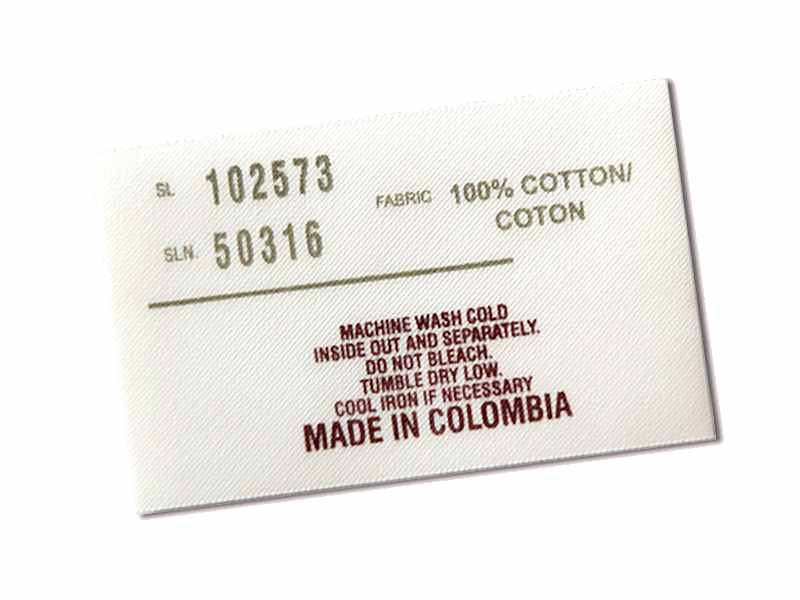 SL 102573
SLN. 50316
FABRIC 100% COTTON/
COTON
MACHINE WASH COLD
INSIDE OUT AND SEPARATELY.
DO NOT BLEACH.
TUMBLE DRY LOW.
COOL IRON IF NECESSARY
MADE IN COLOMBIA